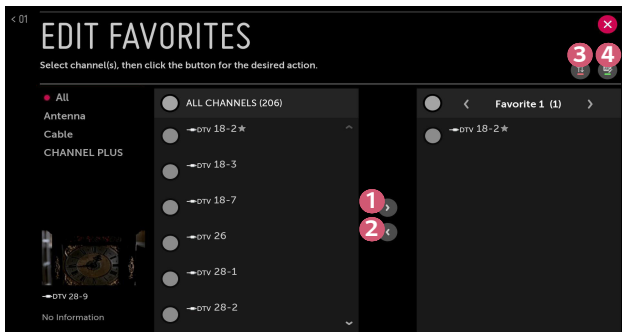 < 01
EDIT FAVORITES
Select channel(s), then click the button for the desired action.
3
4
All
Antenna
Cable
CHANNEL PLUS
DTV 28-9
No Information
ALL CHANNELS (206)
DTV 18-2★
DTV 18-3
DTV 18-7
DTV 26
DTV 28-1
DTV 28-2
1
2
Favorite 1 (1)
DTV 18-2★